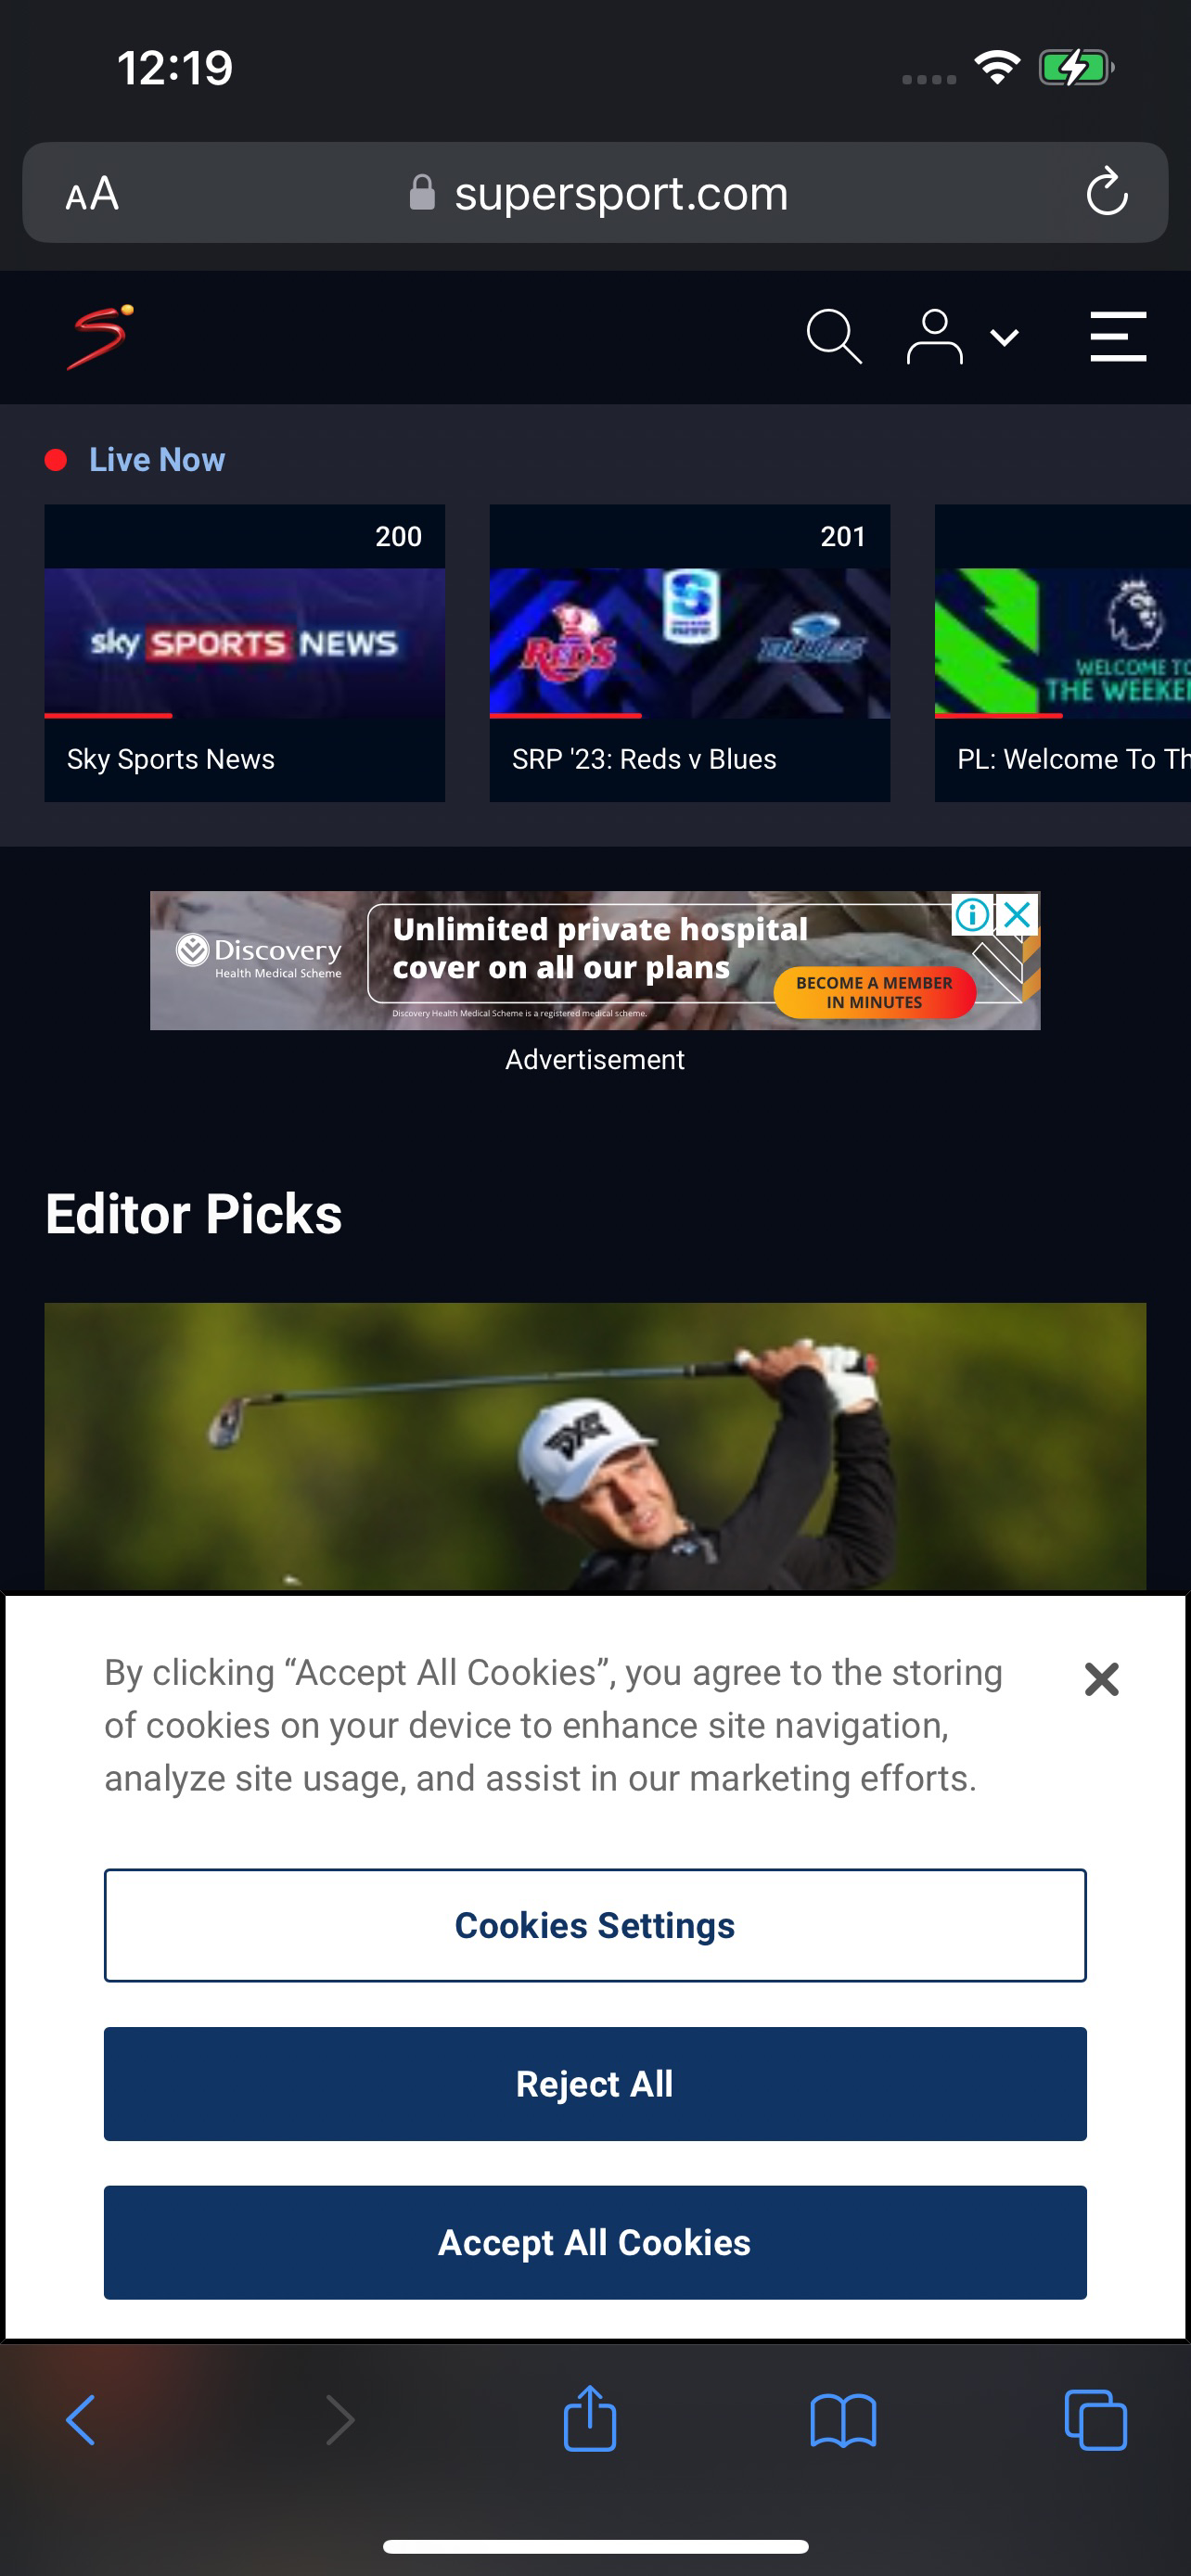 12:19
AA
supersport.com
Live Now
200
sky SPORTS NEWS
Sky Sports News
201
REDS
BLUES
SRP '23: Reds v Blues
WELCOME TO
THE WEEKEN
PL: Welcome To Th
Discovery
Health Medical Scheme
Unlimited private hospital
cover on all our plans
Discovery Health Medical Scheme is a registered medical scheme.
BECOME A MEMBER
IN MINUTES
Advertisement
Editor Picks
PXG
By clicking “Accept All Cookies”, you agree to the storing
of cookies on your device to enhance site navigation,
analyze site usage, and assist in our marketing efforts.
Cookies Settings
Reject All
Accept All Cookies